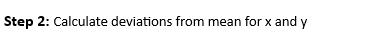 Step 2: Calculate deviations from mean for x and y